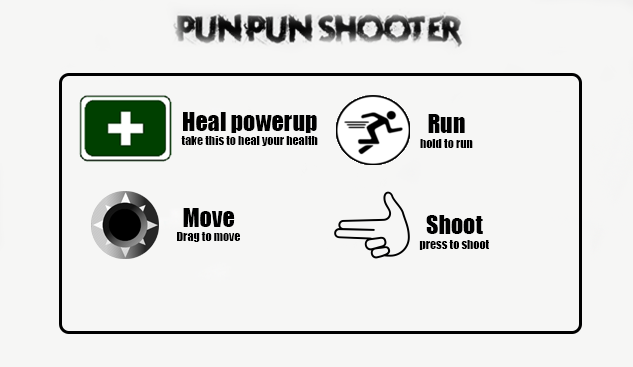 PUN PUN SHOOTER
Heal powerup
take this to heal your health
Run
hold to run
Move
Drag to move
Shoot
press to shoot